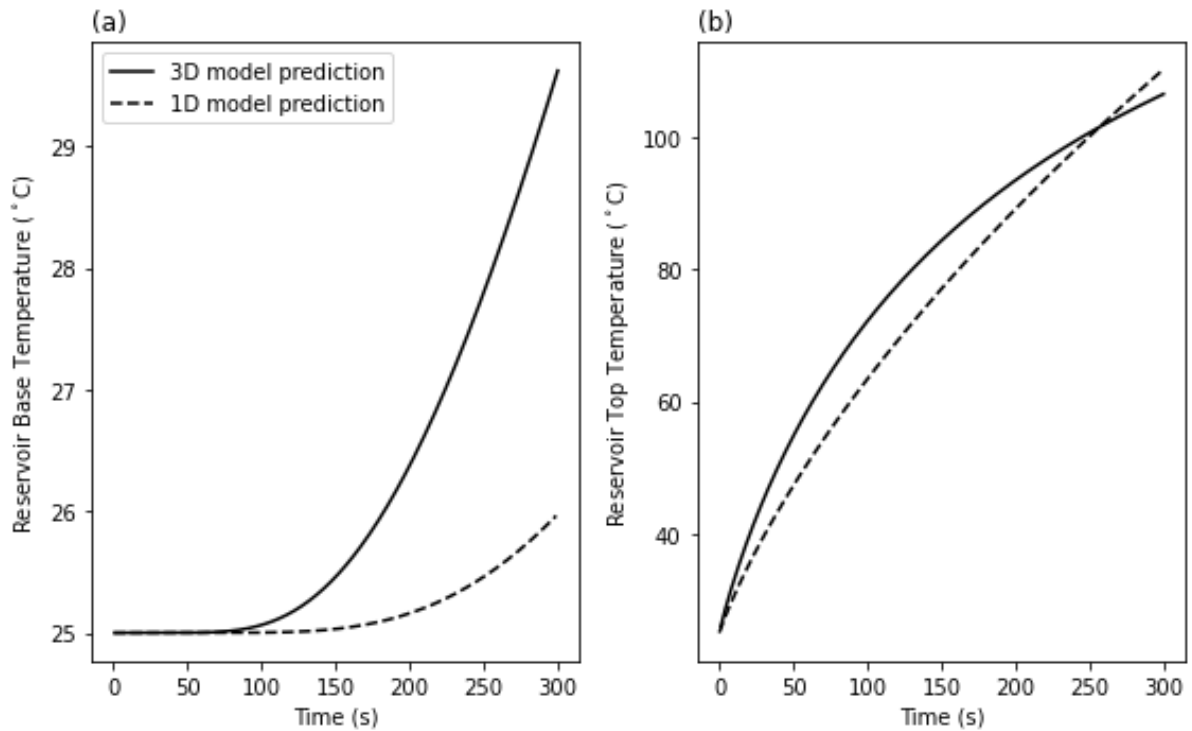 (a)
3D model prediction
1D model prediction
Reservoir Base Temperature (˚C)
29
28
27
26
25
0 50 100 150 200 250 300
Time (s)
(b)
Reservoir Top Temperature (˚C)
100
80
60
40
0 50 100 150 200 250 300
Time (s)